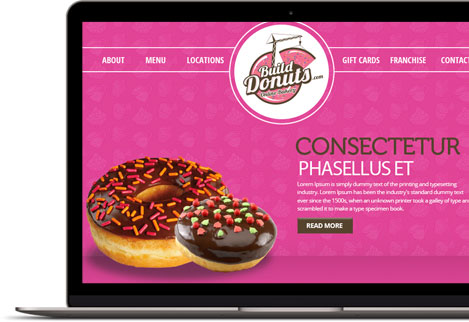 ABOUT MENU LOCATIONS GIFT CARDS FRANCHISE CONTAC
Build
Donuts.com
Online Bakery
CONSECTETUR
PHASELLUS ET
Lorem Ipsum is simply dummy text of the printing and typesetting
industry. Lorem Ipsum has been the industry's standard dummy text
ever since the 1500s, when an unknown printer took a galley of type an
scrambled it to make a type specimen book.
READ MORE